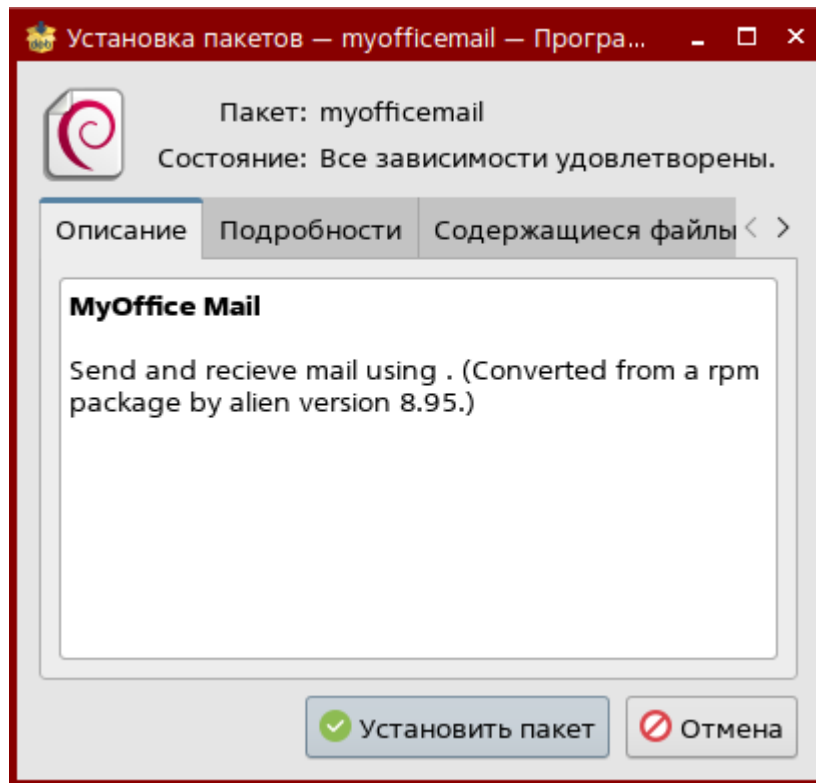 Установка пакетов — myofficemail — Програ...
Пакет: myofficemail
Состояние: Все зависимости удовлетворены.
Описание Подробности Содержащиеся файлы
MyOffice Mail
Send and recieve mail using . (Converted from a rpm
package by alien version 8.95.)
Установить пакет Отмена